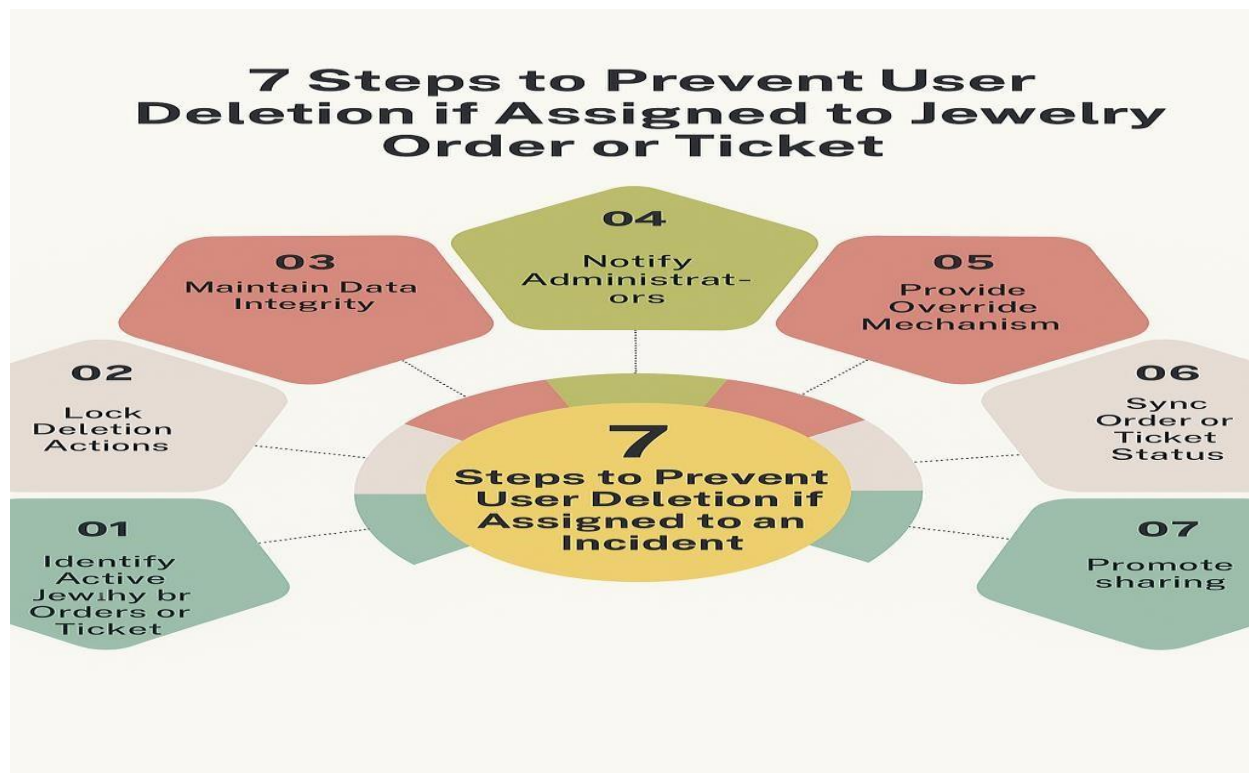 7 Steps to Prevent User
Deletion if Assigned to Jewelry
Order or Ticket
01
Identify
Active
Jewıhy br
Orders or
Ticket
02
Lock
Deletion
Actions
03
Maintain Data
Integrity
04
Notify
Administrat-
ors
05
Provide
Override
Mechanism
06
Sync
Order or
Ticket
Status
07
Promote
sharing
7
Steps to Prevent
User Deletion if
Assigned to an
Incident